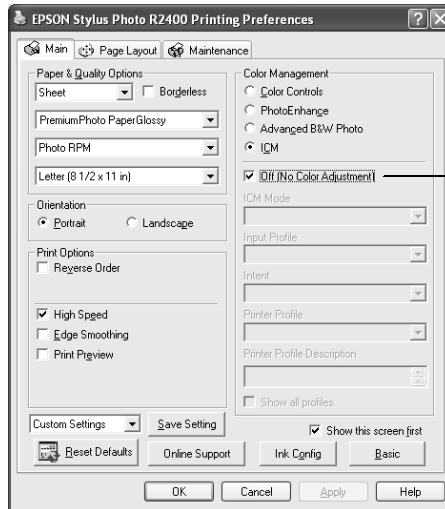 EPSON Stylus Photo R2400 Printing Preferences
Main
Page Layout
Maintenance
Paper & Quality Options
Sheet
Borderless
PremiumPhoto PaperGlossy
Photo RPM
Letter (8 1/2 x 11 in)
Orientation
Portrait
Landscape
Print Options
Reverse Order
High Speed
Edge Smoothing
Print Preview
Color Management
Color Controls
PhotoEnhance
Advanced B&W Photo
ICM
Off (No Color Adjustment)
ICM Mode
Input Profile
Intent
Printer Profile
Printer Profile Description
Show all profiles.
Custom Settings
Save Setting
Show this screen first
Reset Defaults
Online Support
Ink Config
Basic
OK
Cancel
Apply
Help